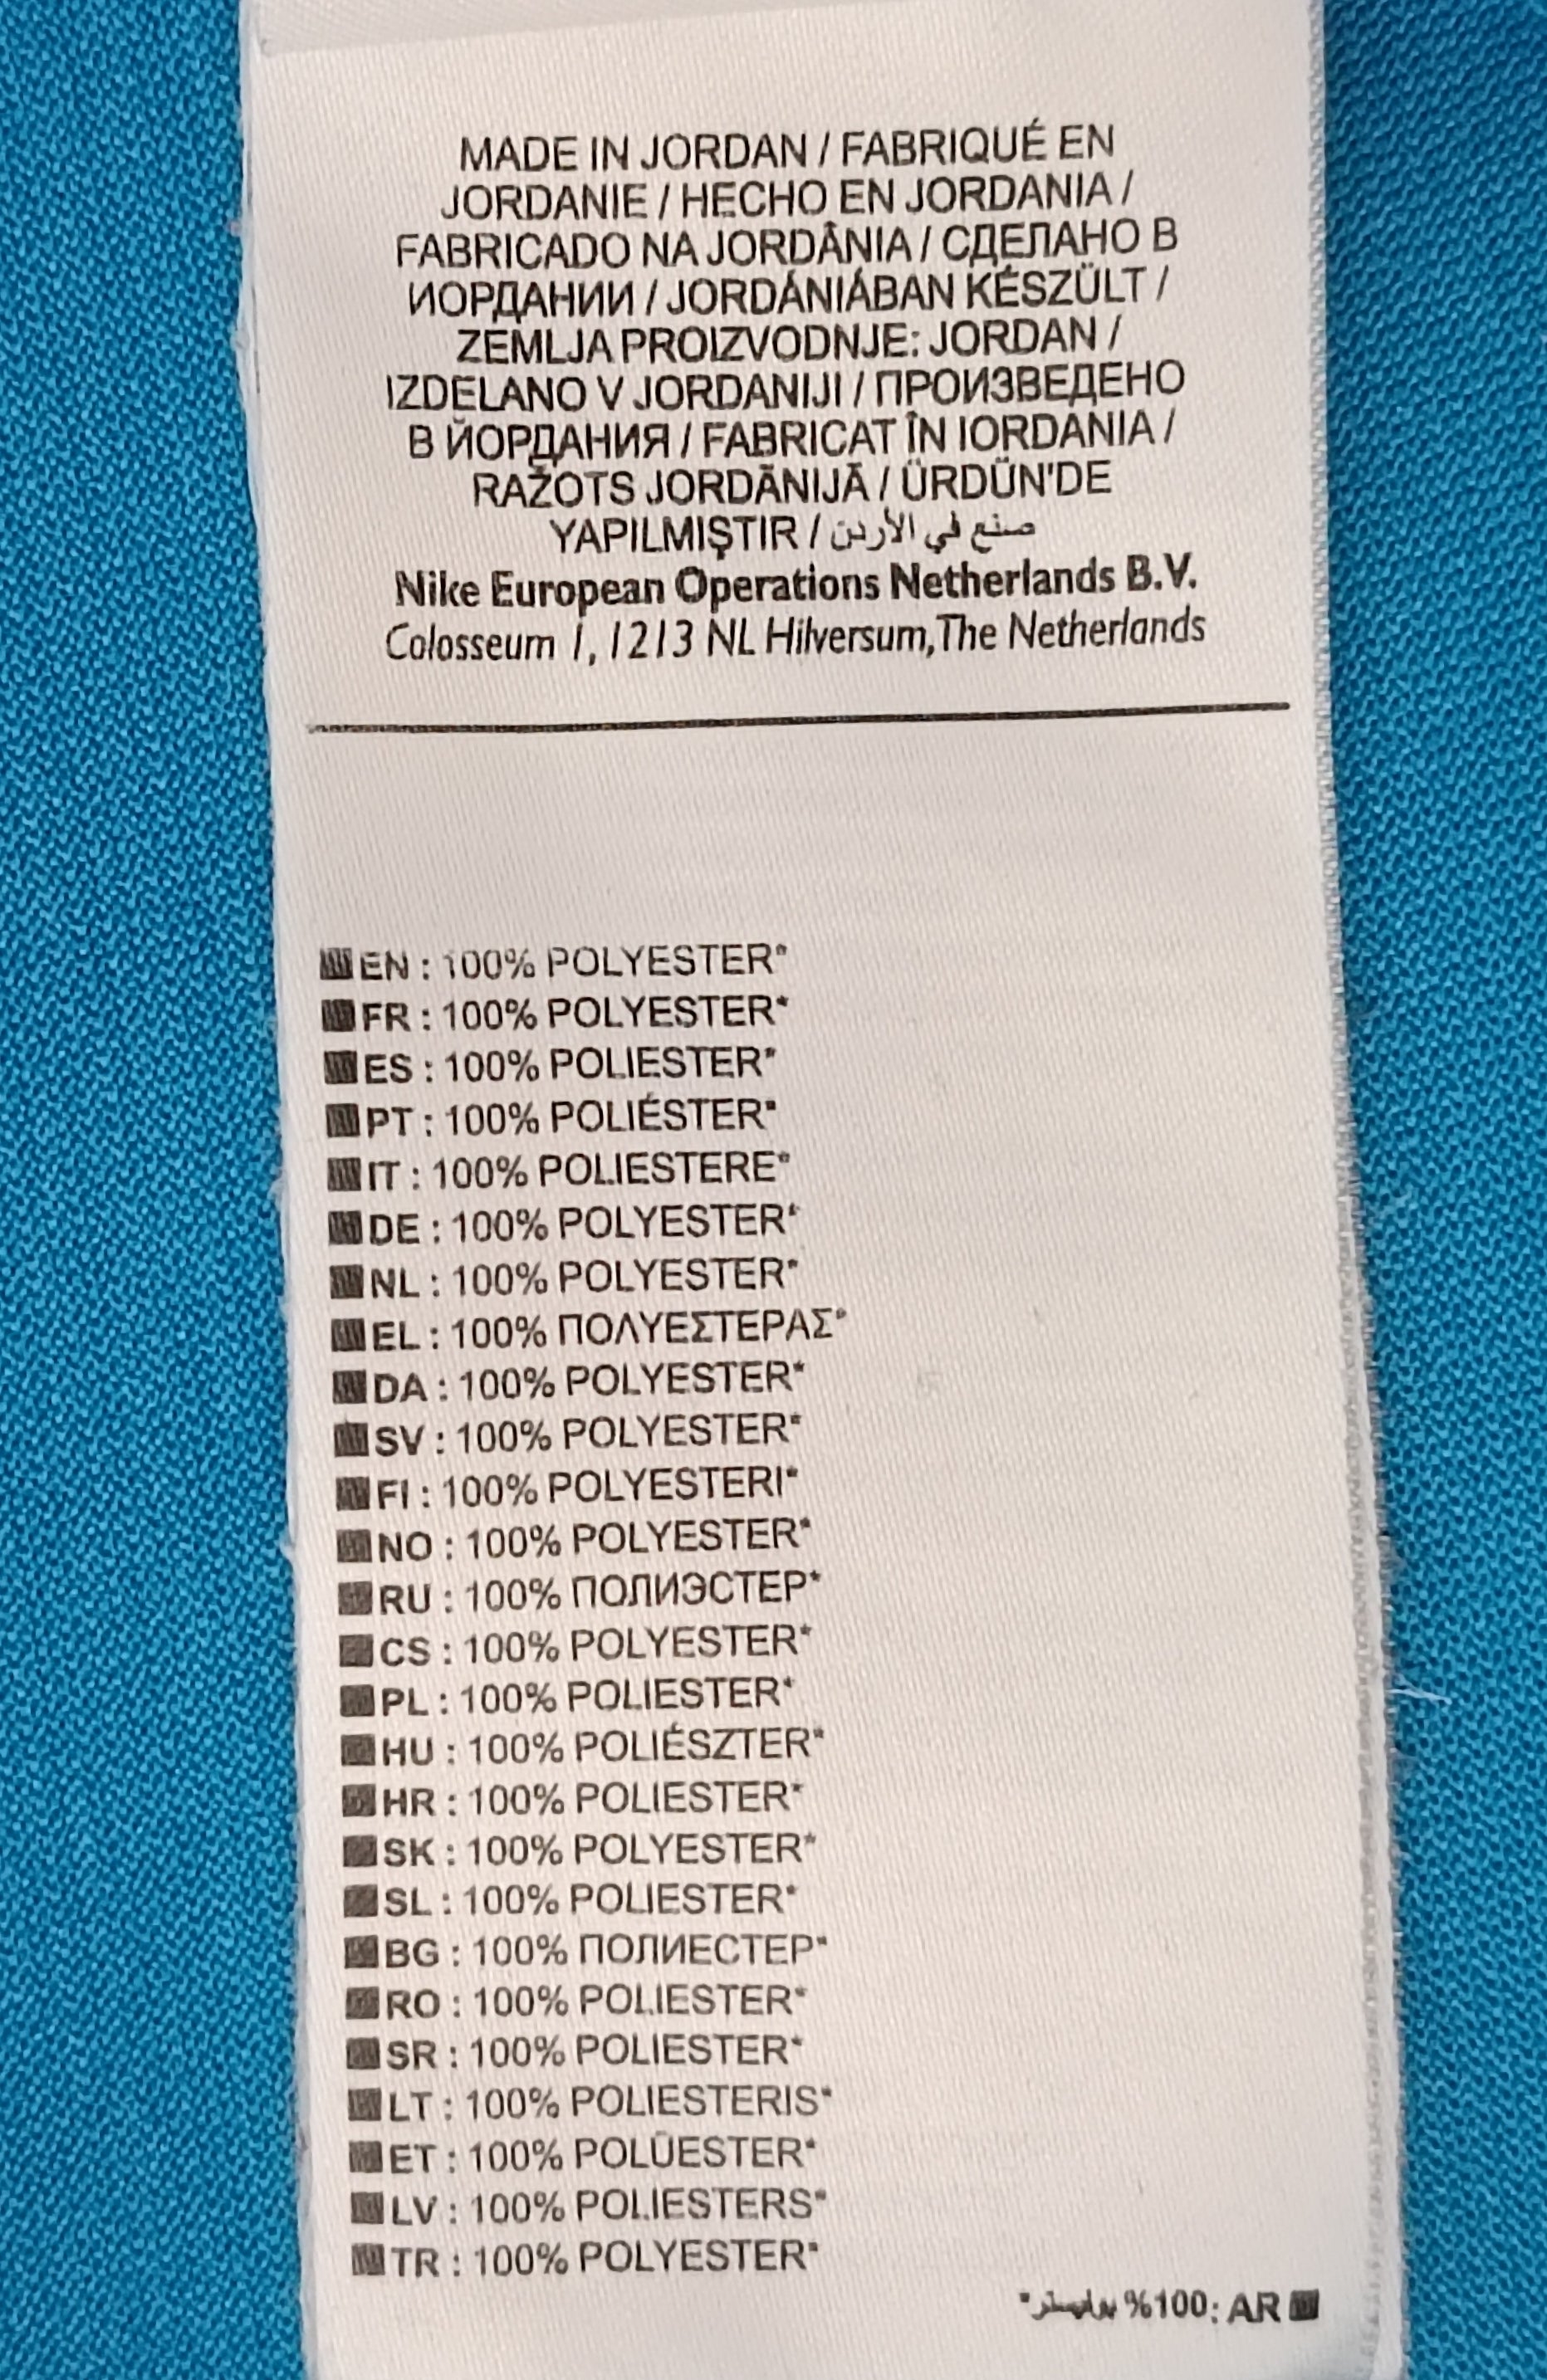 MADE IN JORDAN / FABRIQUÉ EN
JORDANIE / HECHO EN JORDANIA /
FABRICADO NA JORDÂNIA / СДЕЛАНО В
ИОРДАНИИ / JORDÁNIÁBAN KÉSZÜLT /
ZEMLJA PROIZVODNJE: JORDAN /
IZDELANO V JORDANIJI / ПРОИЗВЕДЕНО
В ЙОРДАНИЯ / FABRICAT ÎN IORDANIA /
RAŽOTS JORDĀNIJĀ / ÜRDÜN'DE
YAPILMIŞTIR / صنع في الأردن
Nike European Operations Netherlands B.V.
Colosseum 1, 1213 NL Hilversum, The Netherlands
EN : 100% POLYESTER*
FR : 100% POLYESTER*
ES : 100% POLIESTER*
PT : 100% POLIÉSTER*
IT : 100% POLIESTERE*
DE : 100% POLYESTER*
NL : 100% POLYESTER*
EL : 100% ΠΟΛΥΕΣΤΕΡΑΣ*
DA : 100% POLYESTER*
SV : 100% POLYESTER*
FI : 100% POLYESTERI*
NO : 100% POLYESTER*
RU : 100% ПОЛИЭСТЕР*
CS : 100% POLYESTER*
PL : 100% POLIESTER*
HU : 100% POLIÉSZTER*
HR : 100% POLIESTER*
SK : 100% POLYESTER*
SL : 100% POLIESTER*
BG : 100% ПОЛИЕСТЕР*
RO : 100% POLIESTER*
SR : 100% POLIESTER*
LT : 100% POLIESTERIS*
ET : 100% POLÜESTER*
LV : 100% POLIESTERS*
TR : 100% POLYESTER*
AR :100% بوليستر*